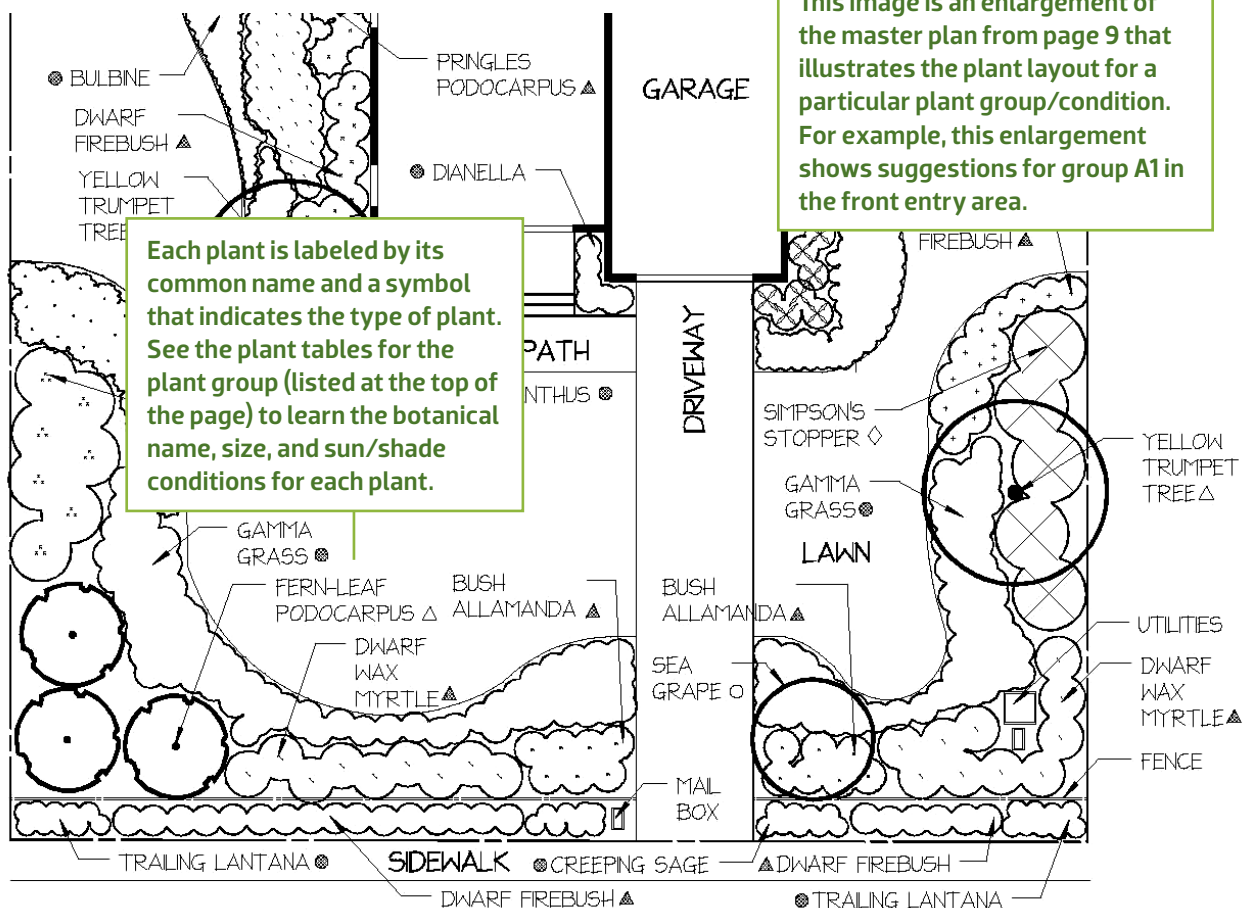 This image is an enlargement of
the master plan from page 9 that
illustrates the plant layout for a
particular plant group/condition.
For example, this enlargement
shows suggestions for group A1 in
the front entry area.
BULBINE
PRINGLES
PODOCARPUS
GARAGE
DWARF
FIREBUSH
DIANELLA
YELLOW
TRUMPET
TREE
FIREBUSH
Each plant is labeled by its
common name and a symbol
that indicates the type of plant.
See the plant tables for the
plant group (listed at the top of
the page) to learn the botanical
name, size, and sun/shade
conditions for each plant.
PATH
NTHUS
DRIVEWAY
SIMPSON'S
STOPPER
YELLOW
TRUMPET
TREE
GAMMA
GRASS
LAWN
GAMMA
GRASS
FERN-LEAF
PODOCARPUS
BUSH
ALLAMANDA
BUSH
ALLAMANDA
DWARF
WAX
MYRTLE
SEA
GRAPE
UTILITIES
DWARF
WAX
MYRTLE
FENCE
MAIL
BOX
TRAILING LANTANA
SIDEWALK
CREEPING SAGE
DWARF FIREBUSH
DWARF FIREBUSH
TRAILING LANTANA